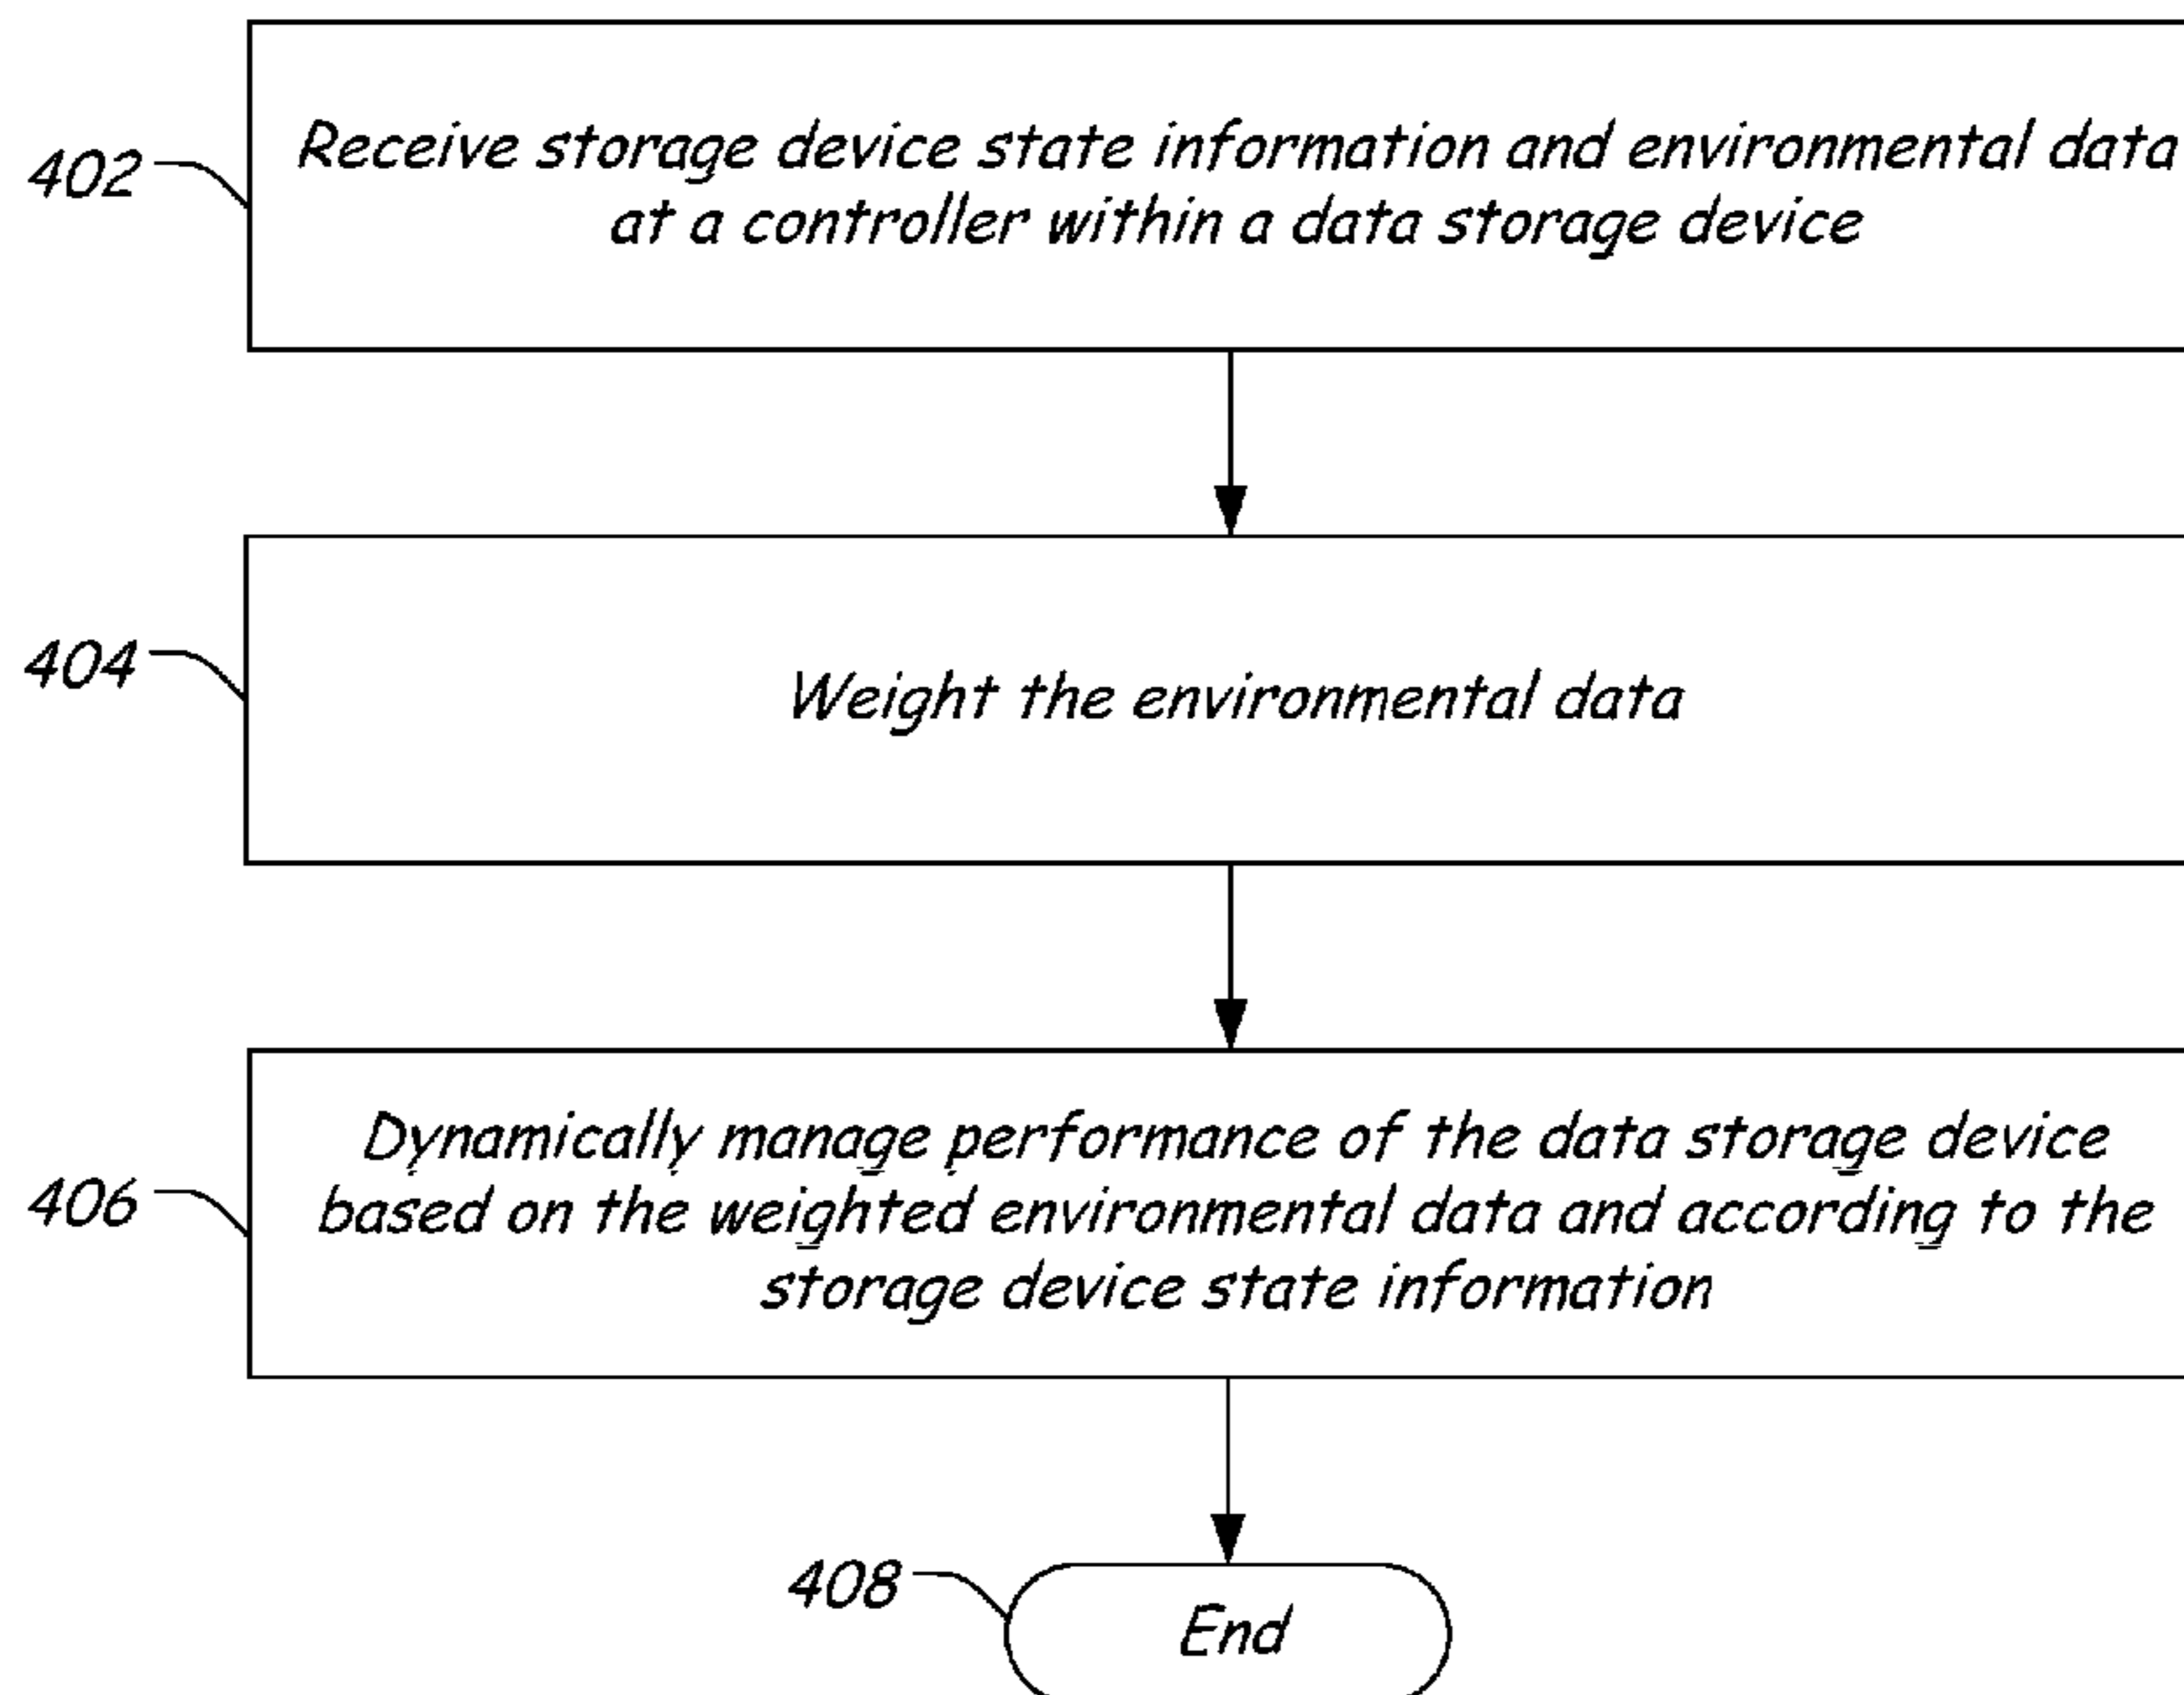 402
Receive storage device state information and environmental data
at a controller within a data storage device
404
Weight the environmental data
406
Dynamically manage performance of the data storage device
based on the weighted environmental data and according to the
storage device state information
408
End